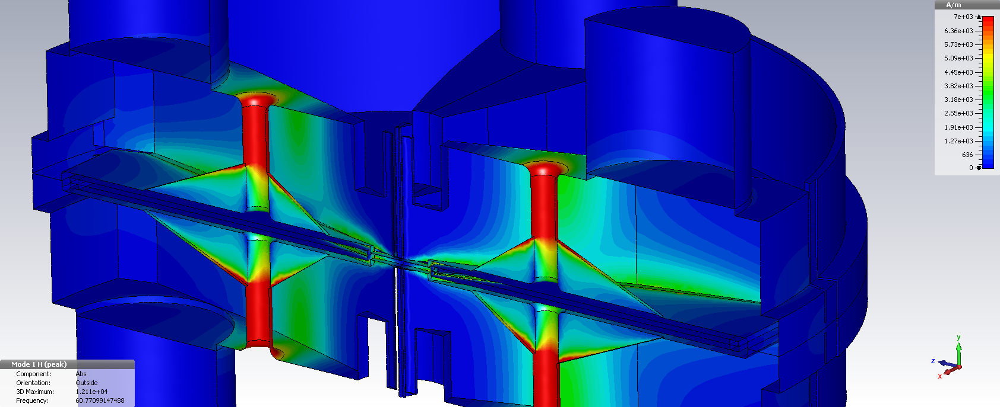 A/m
7e+03
6.36e+03
5.73e+03
5.09e+03
4.45e+03
3.82e+03
3.18e+03
2.55e+03
1.91e+03
1.27e+03
636
0
y
z
x
Mode 1 H (peak)
Component: Abs
Orientation: Outside
3D Maximum: 1.211e+04
Frequency: 60.77099147488